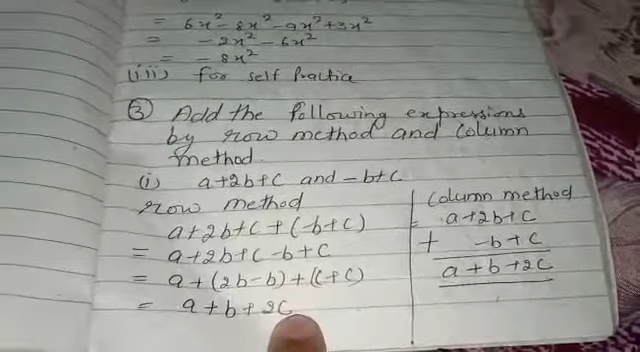 = 6x² - 8x² - 9x² + 3x²
= - 2x² - 6x²
= - 8x²
(iii) for self Practice
③ Add the following expressions
by row method and Column
method.
(i) a+2b+c and -b+c
row method
a+2b+c+(-b+c)
= a+2b+c-b+c
= a+(2b-b)+(c+c)
= a+b+2c
Column method
a+2b+c
+ -b+c
a+b+2c